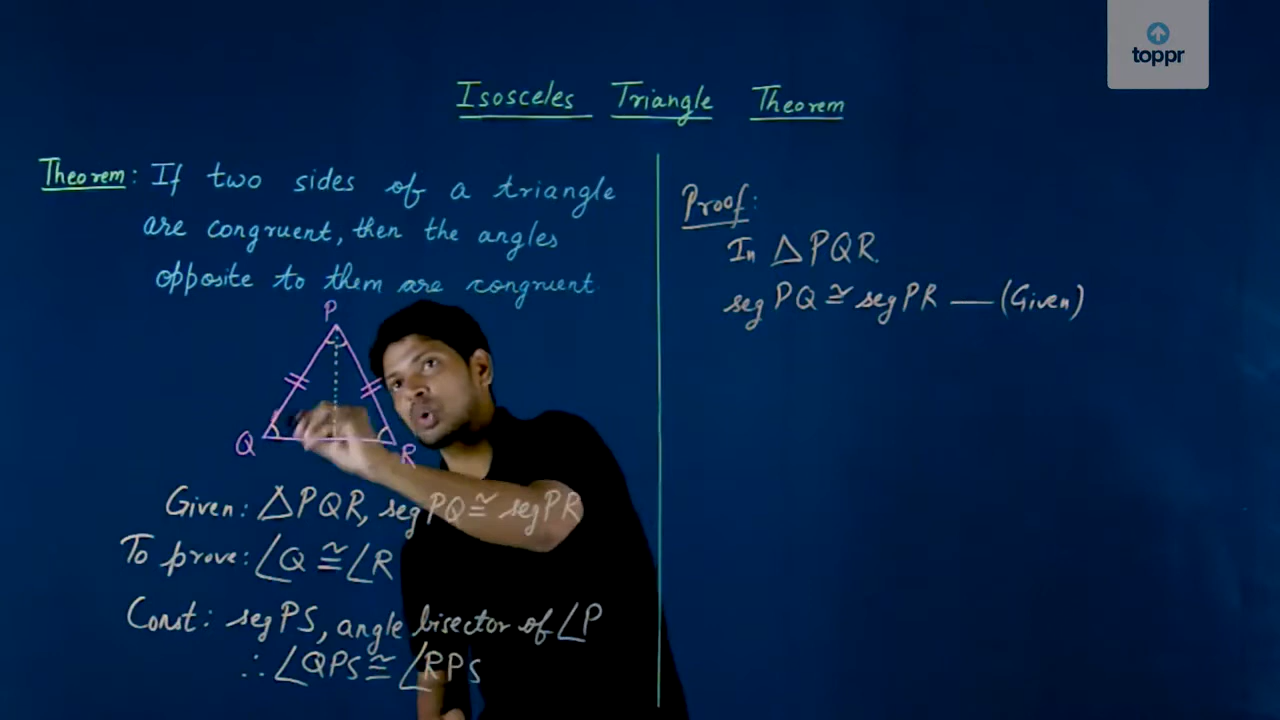 toppr
Isosceles Triangle Theorem
Theorem: If two sides of a triangle
are congruent, then the angles
opposite to them are congruent
P
Q
R
Given: △PQR, seg PQ ≅ seg PR
To prove: ∠Q ≅ ∠R
Const: seg PS, angle bisector of ∠P
∴ ∠QPS ≅ ∠RPS
Proof:
In △PQR.
seg PQ ≅ seg PR — (Given)